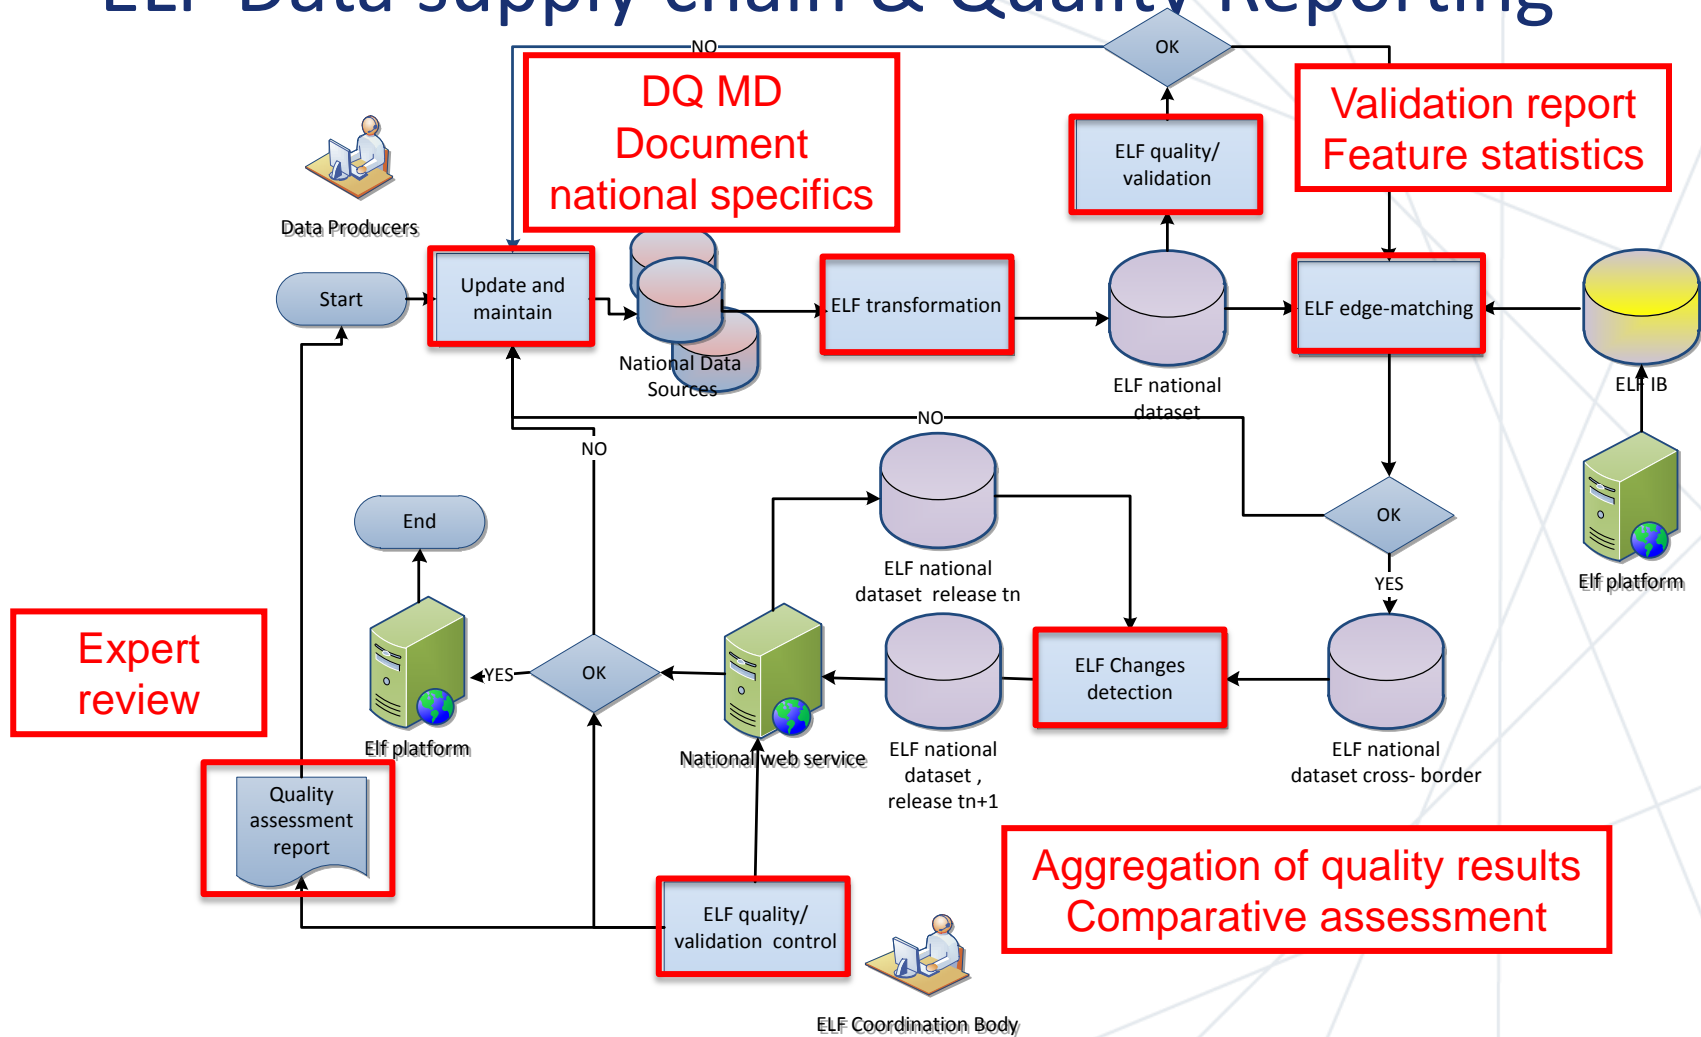 ELF Data supply chain & Quality Reporting
NO
OK
DQ MD
Document
national specifics
Validation report
Feature statistics
ELF quality/
validation
Data Producers
Start
Update and
maintain
National Data
Sources
ELF transformation
ELF national
dataset
ELF edge-matching
ELF IB
NO
NO
End
ELF national
dataset release tn
OK
YES
Elf platform
Expert
review
Elf platform
YES
OK
National web service
ELF national
dataset ,
release tn+1
ELF Changes
detection
ELF national
dataset cross- border
Quality
assessment
report
ELF quality/
validation control
Aggregation of quality results
Comparative assessment
ELF Coordination Body